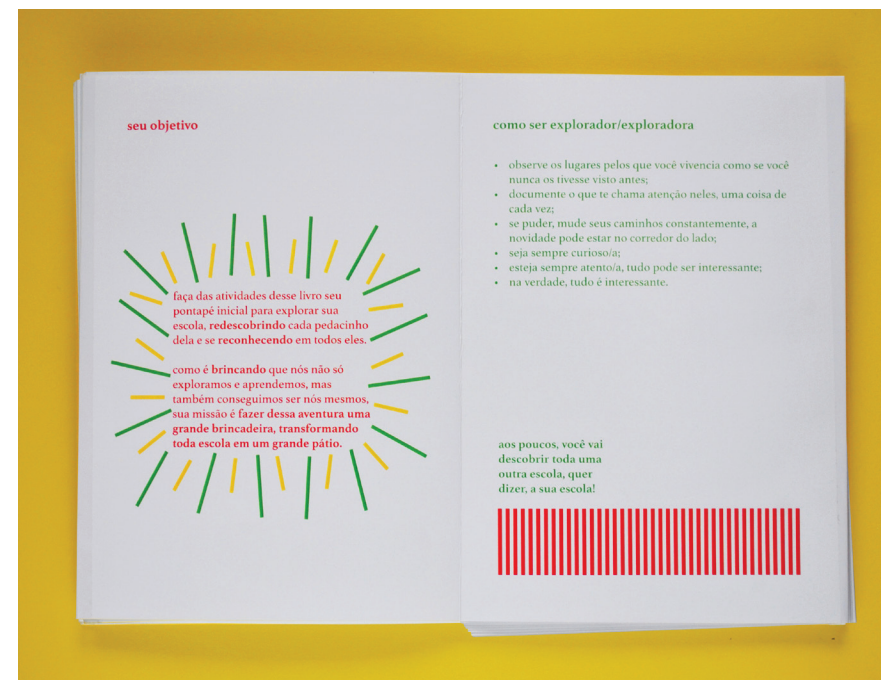 seu objetivo
faça das atividades desse livro seu
pontapé inicial para explorar sua
escola, redescobrindo cada pedacinho
dela e se reconhecendo em todos eles.
como é brincando que nós não só
exploramos e aprendemos, mas
também conseguimos ser nós mesmos,
sua missão é fazer dessa aventura uma
grande brincadeira, transformando
toda escola em um grande pátio.
como ser explorador/exploradora
• observe os lugares pelos que você vivencia como se você
nunca os tivesse visto antes;
• documente o que te chama atenção neles, uma coisa de
cada vez;
• se puder, mude seus caminhos constantemente, a
novidade pode estar no corredor do lado;
• seja sempre curioso/a;
• esteja sempre atento/a, tudo pode ser interessante;
• na verdade, tudo é interessante.
aos poucos, você vai
descobrir toda uma
outra escola, quer
dizer, a sua escola!